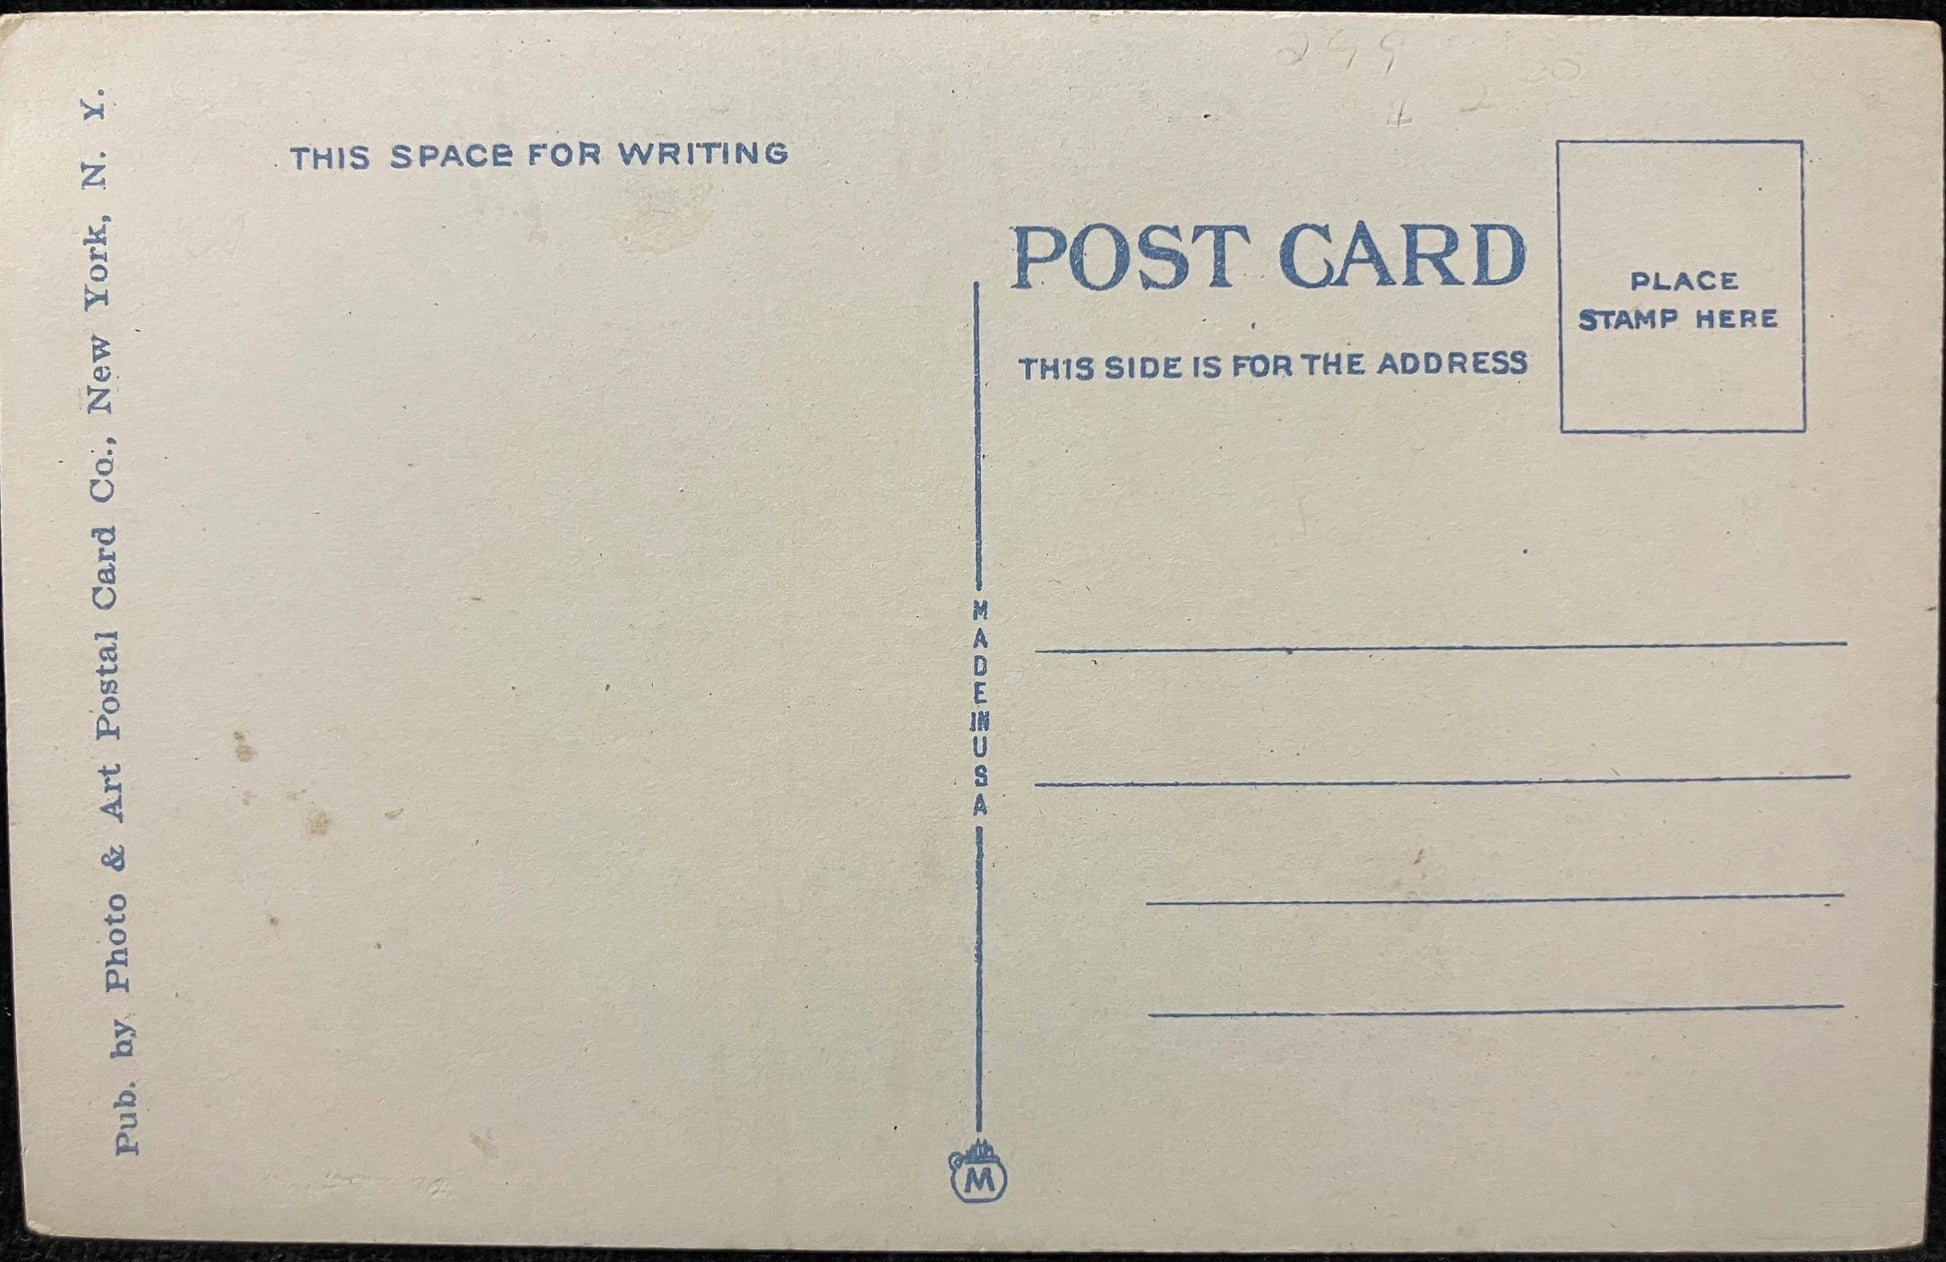 Pub. by Photo & Art Postal Card Co., New York, N. Y.
THIS SPACE FOR WRITING
POST CARD
THIS SIDE IS FOR THE ADDRESS
PLACE
STAMP HERE
MADE IN USA
M
299